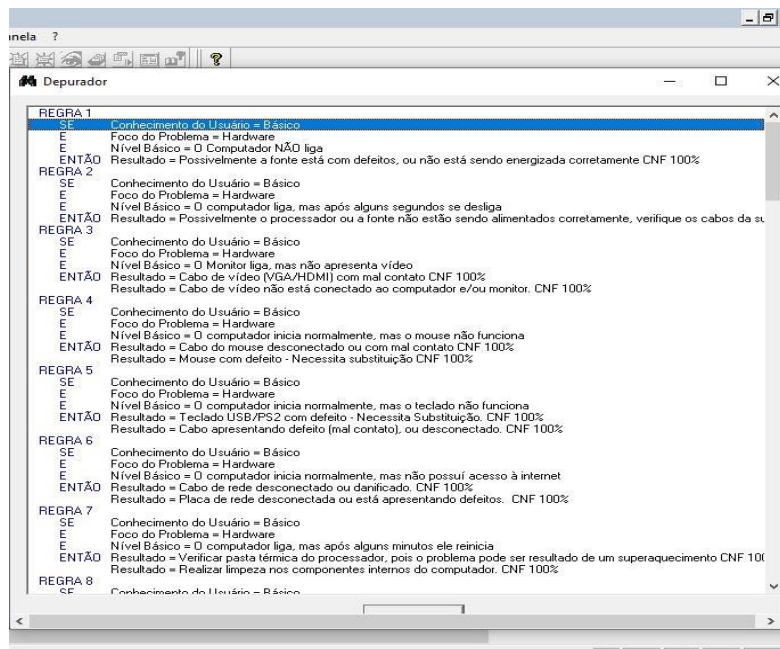 anela ?
Depurador
REGRA 1
SE Conhecimento do Usuário = Básico
E Foco do Problema = Hardware
E Nível Básico = O Computador NÃO liga
ENTÃO Resultado = Possivelmente a fonte está com defeitos, ou não está sendo energizada corretamente CNF 100%
REGRA 2
SE Conhecimento do Usuário = Básico
E Foco do Problema = Hardware
E Nível Básico = O computador liga, mas após alguns segundos se desliga
ENTÃO Resultado = Possivelmente o processador ou a fonte não estão sendo alimentados corretamente, verifique os cabos da su
REGRA 3
SE Conhecimento do Usuário = Básico
E Foco do Problema = Hardware
E Nível Básico = O Monitor liga, mas não apresenta vídeo
ENTÃO Resultado = Cabo de vídeo (VGA/HDMI) com mal contato CNF 100%
Resultado = Cabo de vídeo não está conectado ao computador e/ou monitor. CNF 100%
REGRA 4
SE Conhecimento do Usuário = Básico
E Foco do Problema = Hardware
E Nível Básico = O computador inicia normalmente, mas o mouse não funciona
ENTÃO Resultado = Cabo do mouse desconectado ou com mal contato CNF 100%
Resultado = Mouse com defeito - Necessita substituição CNF 100%
REGRA 5
SE Conhecimento do Usuário = Básico
E Foco do Problema = Hardware
E Nível Básico = O computador inicia normalmente, mas o teclado não funciona
ENTÃO Resultado = Teclado USB/PS2 com defeito - Necessita Substituição. CNF 100%
Resultado = Cabo apresentando defeito (mal contato), ou desconectado. CNF 100%
REGRA 6
SE Conhecimento do Usuário = Básico
E Foco do Problema = Hardware
E Nível Básico = O computador inicia normalmente, mas não possuí acesso à internet
ENTÃO Resultado = Cabo de rede desconectado ou danificado. CNF 100%
Resultado = Placa de rede desconectada ou está apresentando defeitos. CNF 100%
REGRA 7
SE Conhecimento do Usuário = Básico
E Foco do Problema = Hardware
E Nível Básico = O computador liga, mas após alguns minutos ele reinicia
ENTÃO Resultado = Verificar pasta térmica do processador, pois o problema pode ser resultado de um superaquecimento CNF 100
Resultado = Realizar limpeza nos componentes internos do computador. CNF 100%
REGRA 8
SE Conhecimento do Usuário = Básico